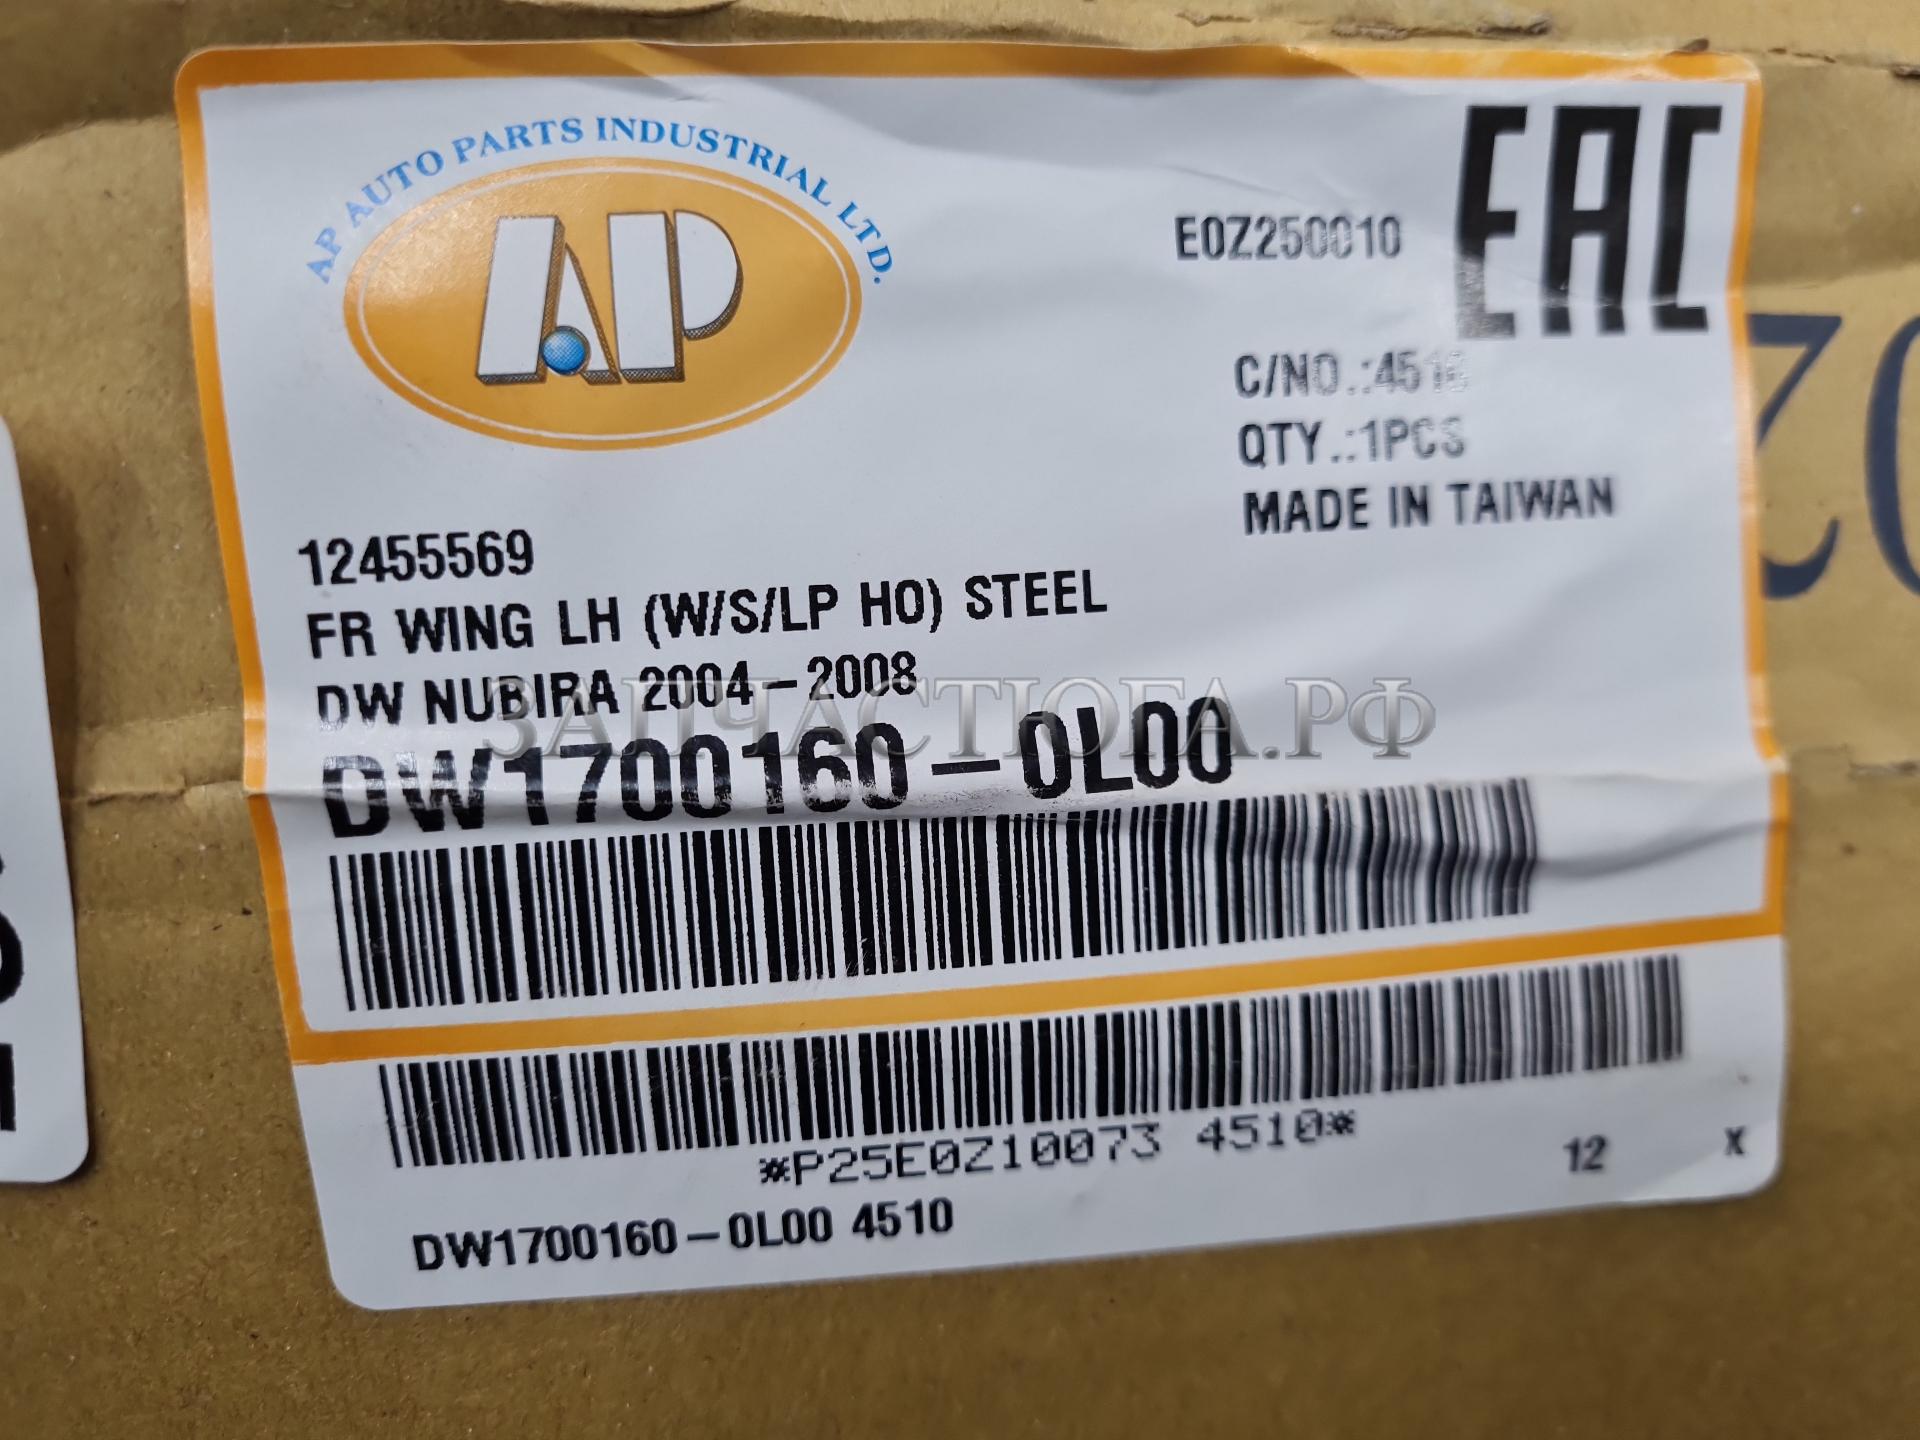 AP AUTO PARTS INDUSTRIAL LTD.
AP
E0Z250010
EAC
C/NO.:4510
QTY.:1PCS
MADE IN TAIWAN
12455569
FR WING LH (W/S/LP HO) STEEL
DW NUBIRA 2004-2008
ЗАПЧАСТЮГА.РФ
DW1700160-0L00
*P25E0Z10073 4510*
12 X
DW1700160-0L00 4510